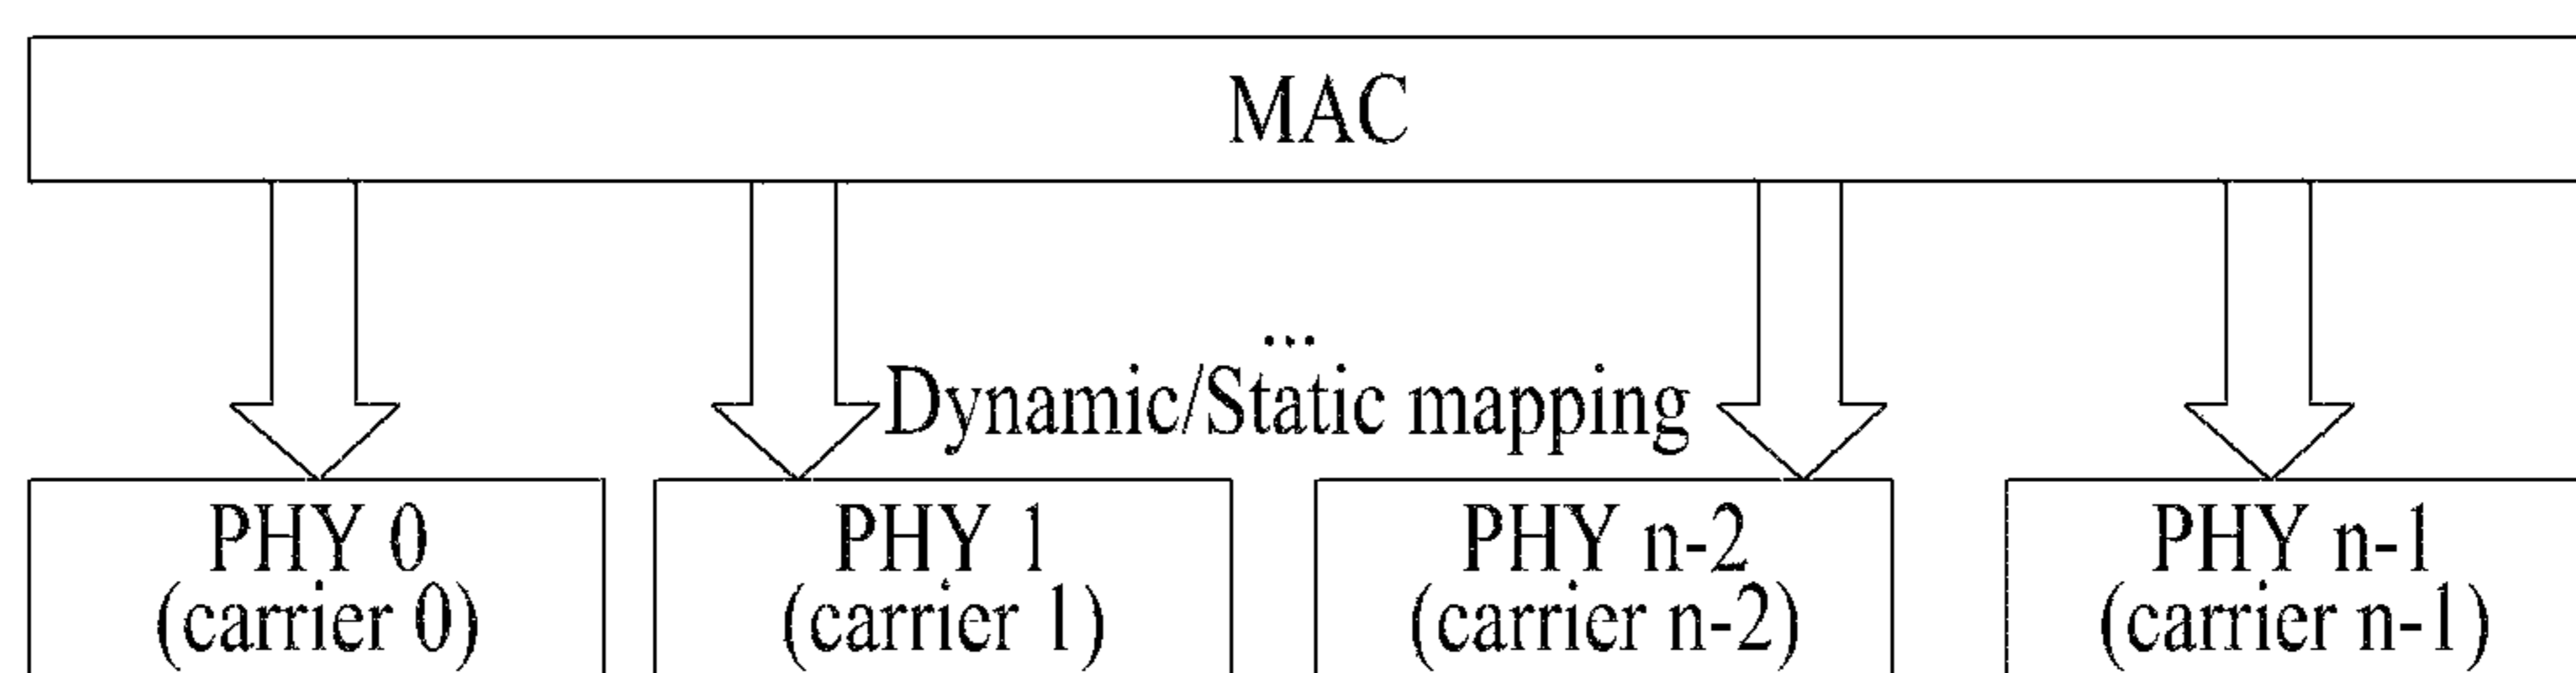 MAC
...
Dynamic/Static mapping
PHY 0
(carrier 0)
PHY 1
(carrier 1)
PHY n-2
(carrier n-2)
PHY n-1
(carrier n-1)